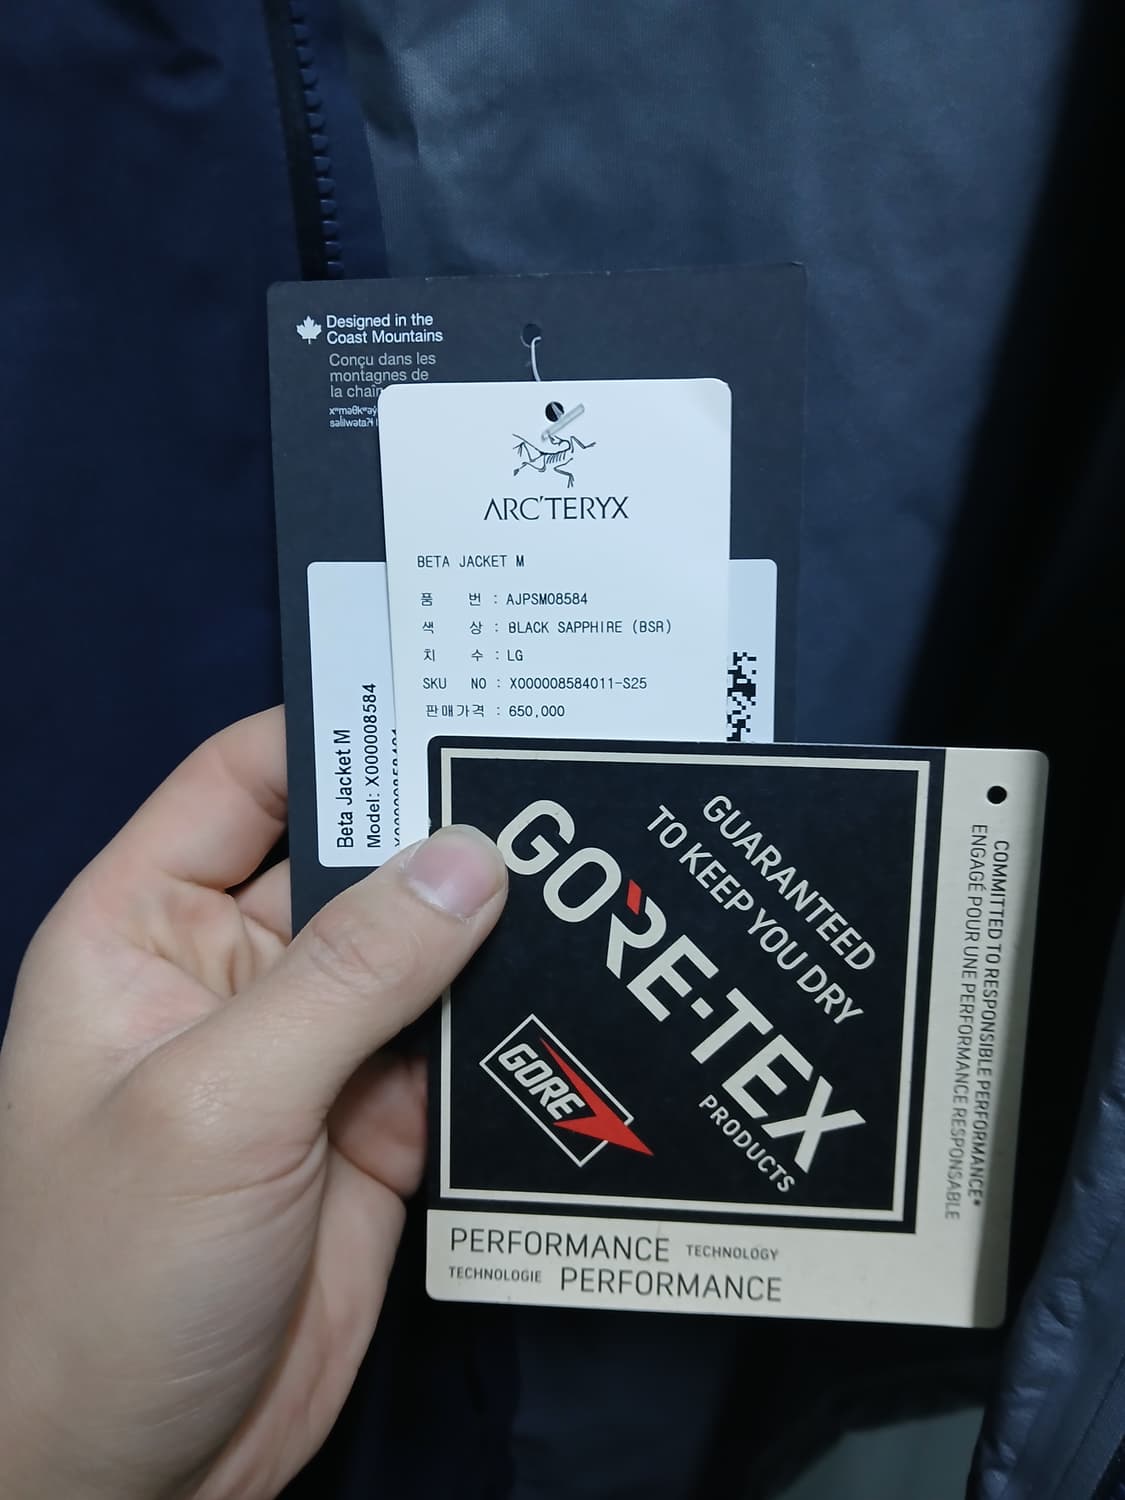 Designed in the
Coast Mountains
Conçu dans les
montagnes de
la chaîn
ARC'TERYX
BETA JACKET M
품 번 : AJPSM08584
색 상 : BLACK SAPPHIRE (BSR)
치 수 : LG
SKU NO : X000008584011-S25
판매가격 : 650,000
Beta Jacket M
Model: X000008584
GUARANTEED
TO KEEP YOU DRY
GORE-TEX
PRODUCTS
GORE
COMMITTED TO RESPONSIBLE PERFORMANCE*
ENGAGÉ POUR UNE PERFORMANCE RESPONSABLE
PERFORMANCE TECHNOLOGY
TECHNOLOGIE PERFORMANCE